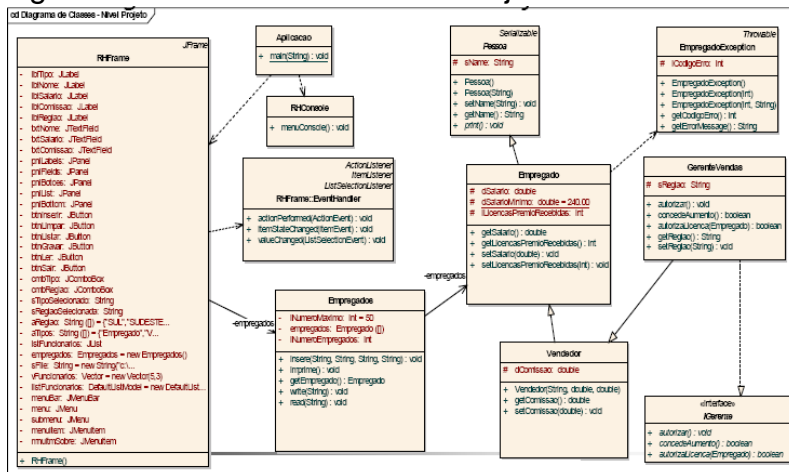 cd Diagrama de Classes - Nível Projeto
JFrame
RHFrame
- lblTipo: JLabel
- lblNome: JLabel
- lblSalario: JLabel
- lblComissao: JLabel
- lblRegiao: JLabel
- txtNome: JTextField
- txtSalario: JTextField
- txtComissao: JTextField
- pnlLabels: JPanel
- pnlFields: JPanel
- pnlBotoes: JPanel
- pnlList: JPanel
- pnlBottom: JPanel
- btnInserir: JButton
- btnLimpar: JButton
- btnListar: JButton
- btnGravar: JButton
- btnLer: JButton
- btnSair: JButton
- cmbTipo: JComboBox
- cmbRegiao: JComboBox
- sTipoSelecionado: String
- sRegiaoSelecionada: String
- aRegiao: String ([]) = {"SUL","SUDESTE...
- aTipos: String ([]) = {"Empregado","V...
- lstFuncionarios: JList
- empregados: Empregados = new Empregados()
- sFile: String = new String("c:\...
- vFuncionarios: Vector = new Vector(5,3)
- listFuncionarios: DefaultListModel = new DefaultList...
- menuBar: JMenuBar
- menu: JMenu
- submenu: JMenu
- menuItem: JMenuItem
- rmuitmSobre: JMenuItem
+ RHFrame()
Aplicacao
+ main(String) : void
RHConsole
+ menuConsole() : void
ActionListener
ItemListener
ListSelectionListener
RHFrame::EventHandler
+ actionPerformed(ActionEvent) : void
+ itemStateChanged(ItemEvent) : void
+ valueChanged(ListSelectionEvent) : void
-empregados
Empregados
- iNumeroMaximo: int = 50
- empregados: Empregado ([])
- iNumeroEmpregados: int
+ insere(String, String, String, String) : void
+ imprime() : void
+ getEmpregado() : Empregado
+ write(String) : void
+ read(String) : void
-empregados
Serializable
Pessoa
# sName: String
+ Pessoa()
+ Pessoa(String)
+ setName(String) : void
+ getName() : String
+ print() : void
Throwable
EmpregadoException
# iCodigoErro: int
+ EmpregadoException()
+ EmpregadoException(int)
+ EmpregadoException(int, String)
+ getCodigoErro() : int
+ getErrorMessage() : String
Empregado
# dSalario: double
# dSalarioMinimo: double = 240.00
# iLicencasPremioRecebidas: int
+ getSalario() : double
+ getLicencasPremioRecebidas() : int
+ setSalario(double) : void
+ setLicencasPremioRecebidas(int) : void
GerenteVendas
# sRegiao: String
+ autorizar() : void
+ concedeAumento() : boolean
+ autorizaLicenca(Empregado) : boolean
+ getRegiao() : String
+ setRegiao(String) : void
Vendedor
# dComissao: double
+ Vendedor(String, double, double)
+ getComissao() : double
+ setComissao(double) : void
«interface»
IGerente
+ autorizar() : void
+ concedeAumento() : boolean
+ autorizaLicenca(Empregado) : boolean